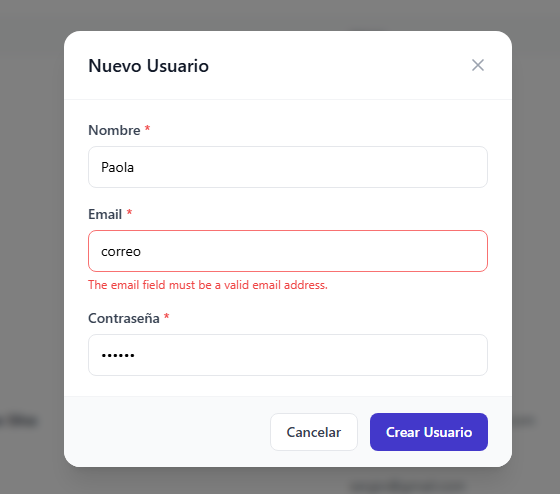 Nuevo Usuario
Nombre *
Paola
Email *
correo
The email field must be a valid email address.
Contraseña *
••••••
Cancelar
Crear Usuario